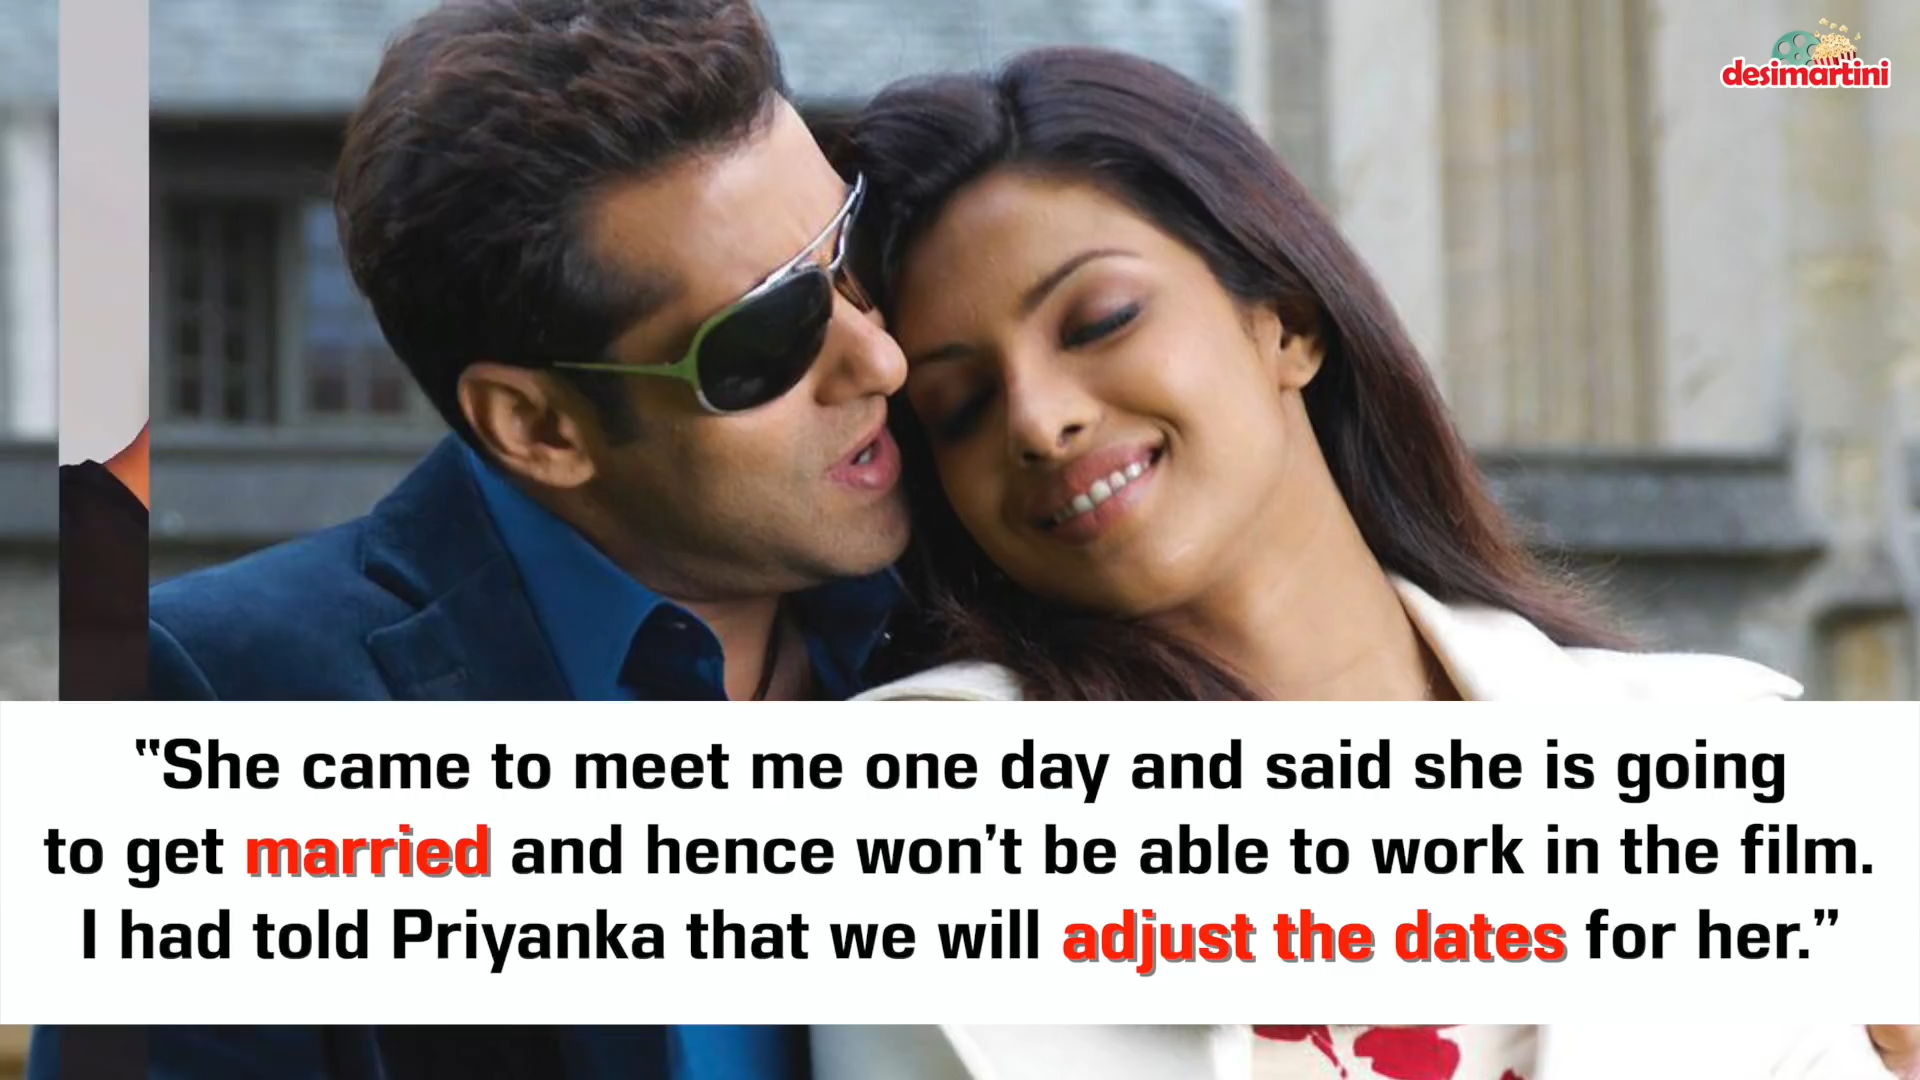 desimartini
“She came to meet me one day and said she is going
to get married and hence won’t be able to work in the film.
I had told Priyanka that we will adjust the dates for her.”